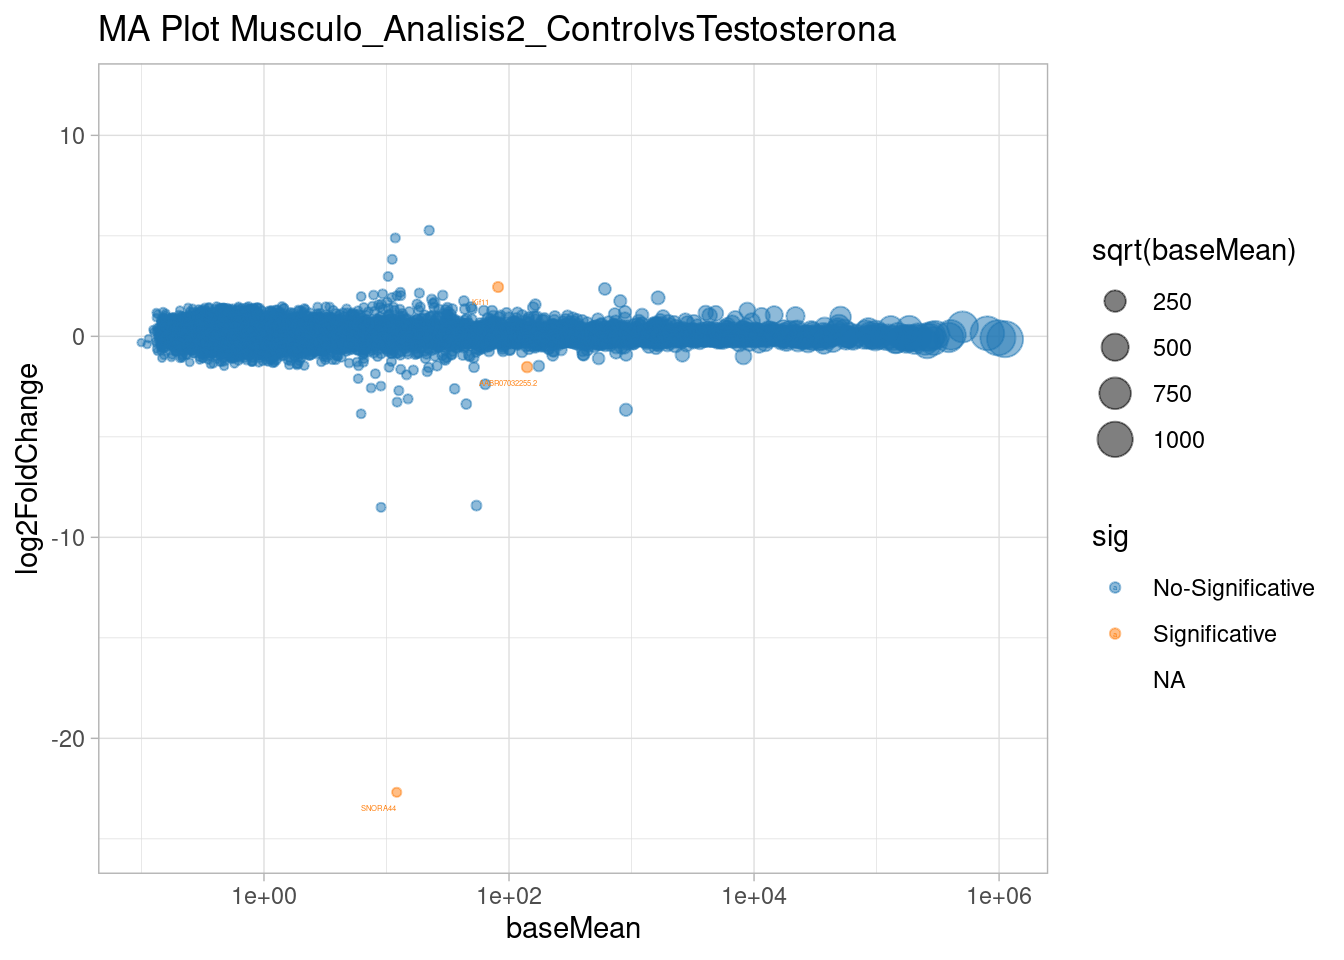 MA Plot Musculo_Analisis2_ControlvsTestosterona
log2FoldChange
10
0
-10
-20
1e+00
1e+02
1e+04
1e+06
baseMean
SNORA44
sqrt(baseMean)
250
500
750
1000
sig
No-Significative
Significative
NA